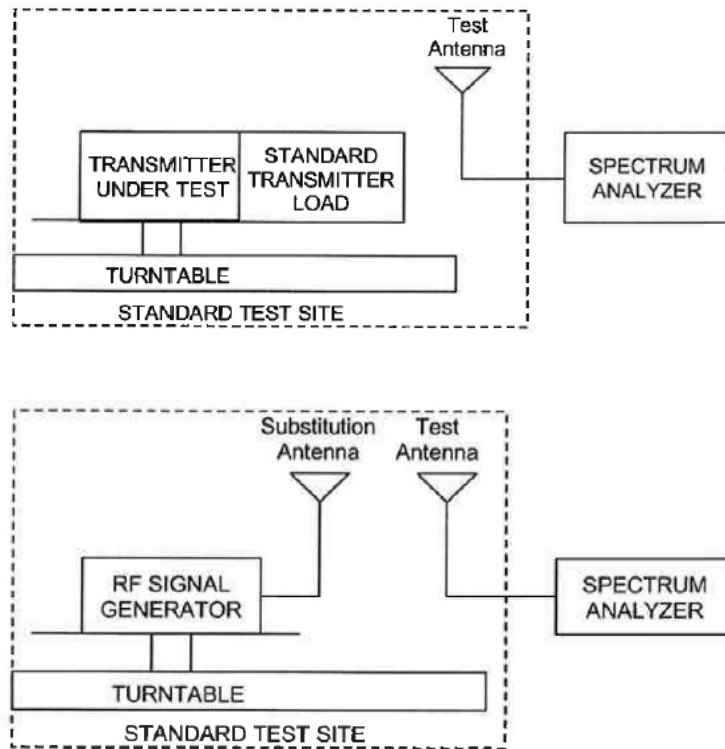 Test
Antenna
TRANSMITTER
UNDER TEST
STANDARD
TRANSMITTER
LOAD
SPECTRUM
ANALYZER
TURNTABLE
STANDARD TEST SITE
Substitution
Antenna
Test
Antenna
RF SIGNAL
GENERATOR
SPECTRUM
ANALYZER
TURNTABLE
STANDARD TEST SITE